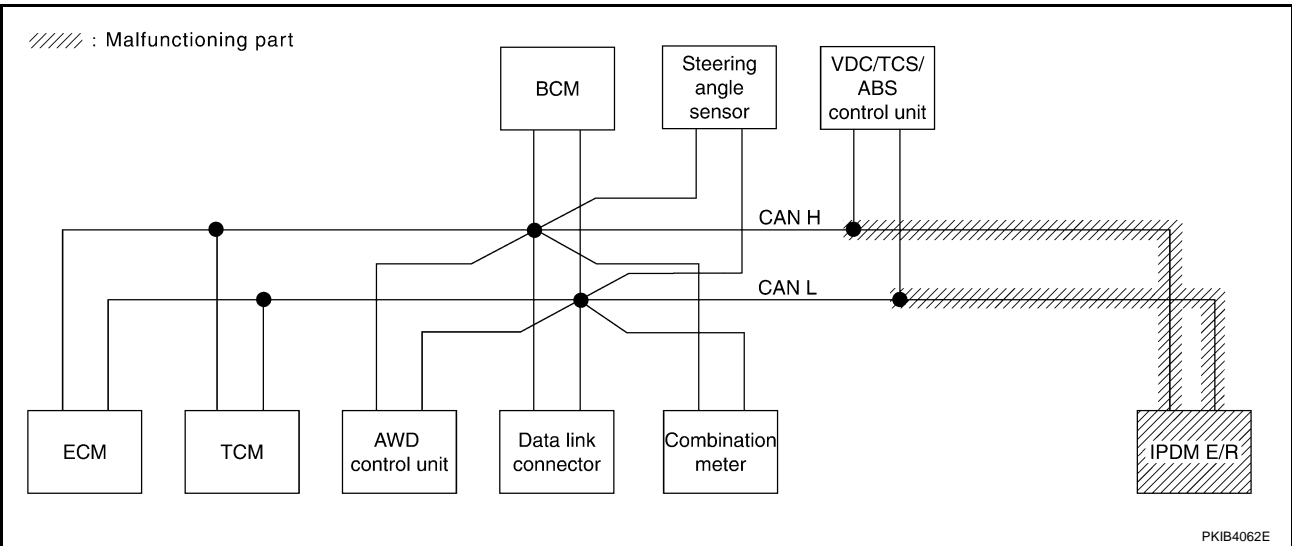 : Malfunctioning part
BCM
Steering
angle
sensor
VDC/TCS/
ABS
control unit
CAN H
CAN L
ECM
TCM
AWD
control unit
Data link
connector
Combination
meter
IPDM E/R
PKIB4062E